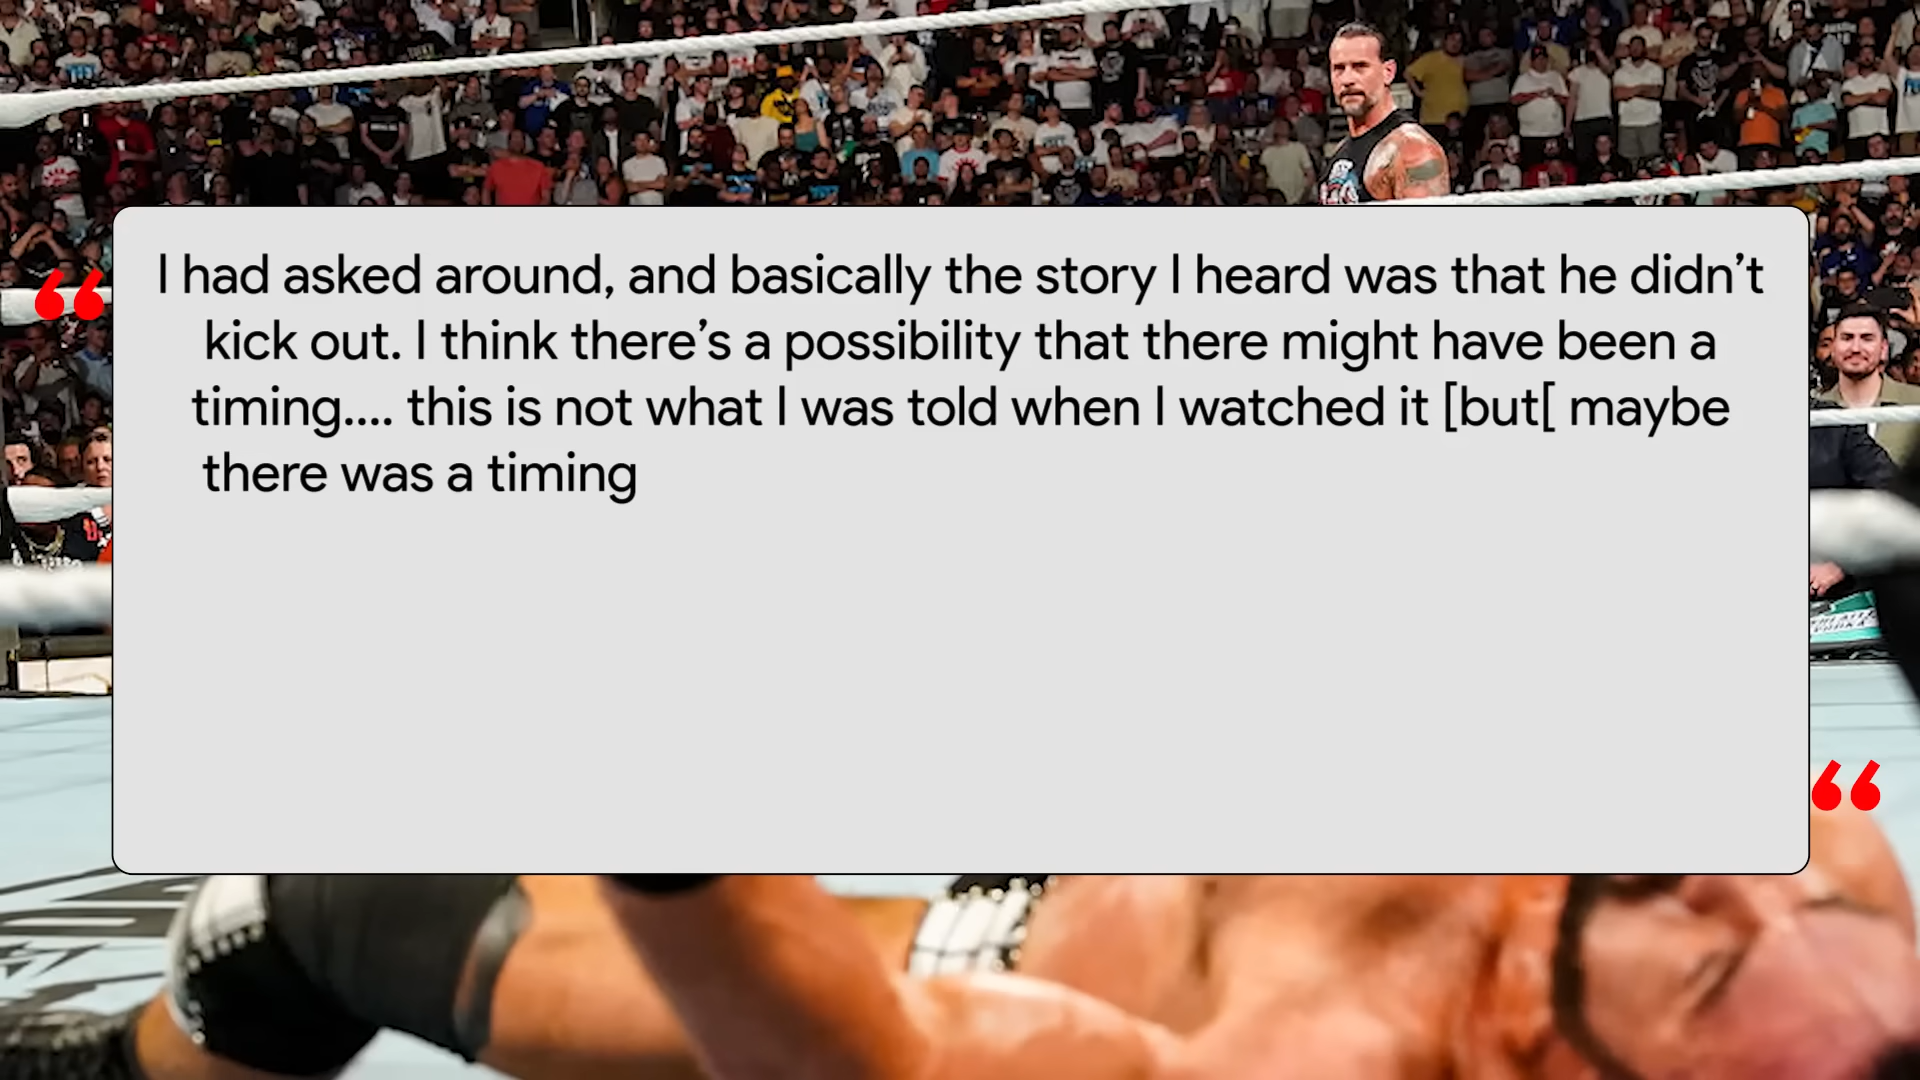 I had asked around, and basically the story I heard was that he didn’t
kick out. I think there’s a possibility that there might have been a
timing.... this is not what I was told when I watched it [but[ maybe
there was a timing